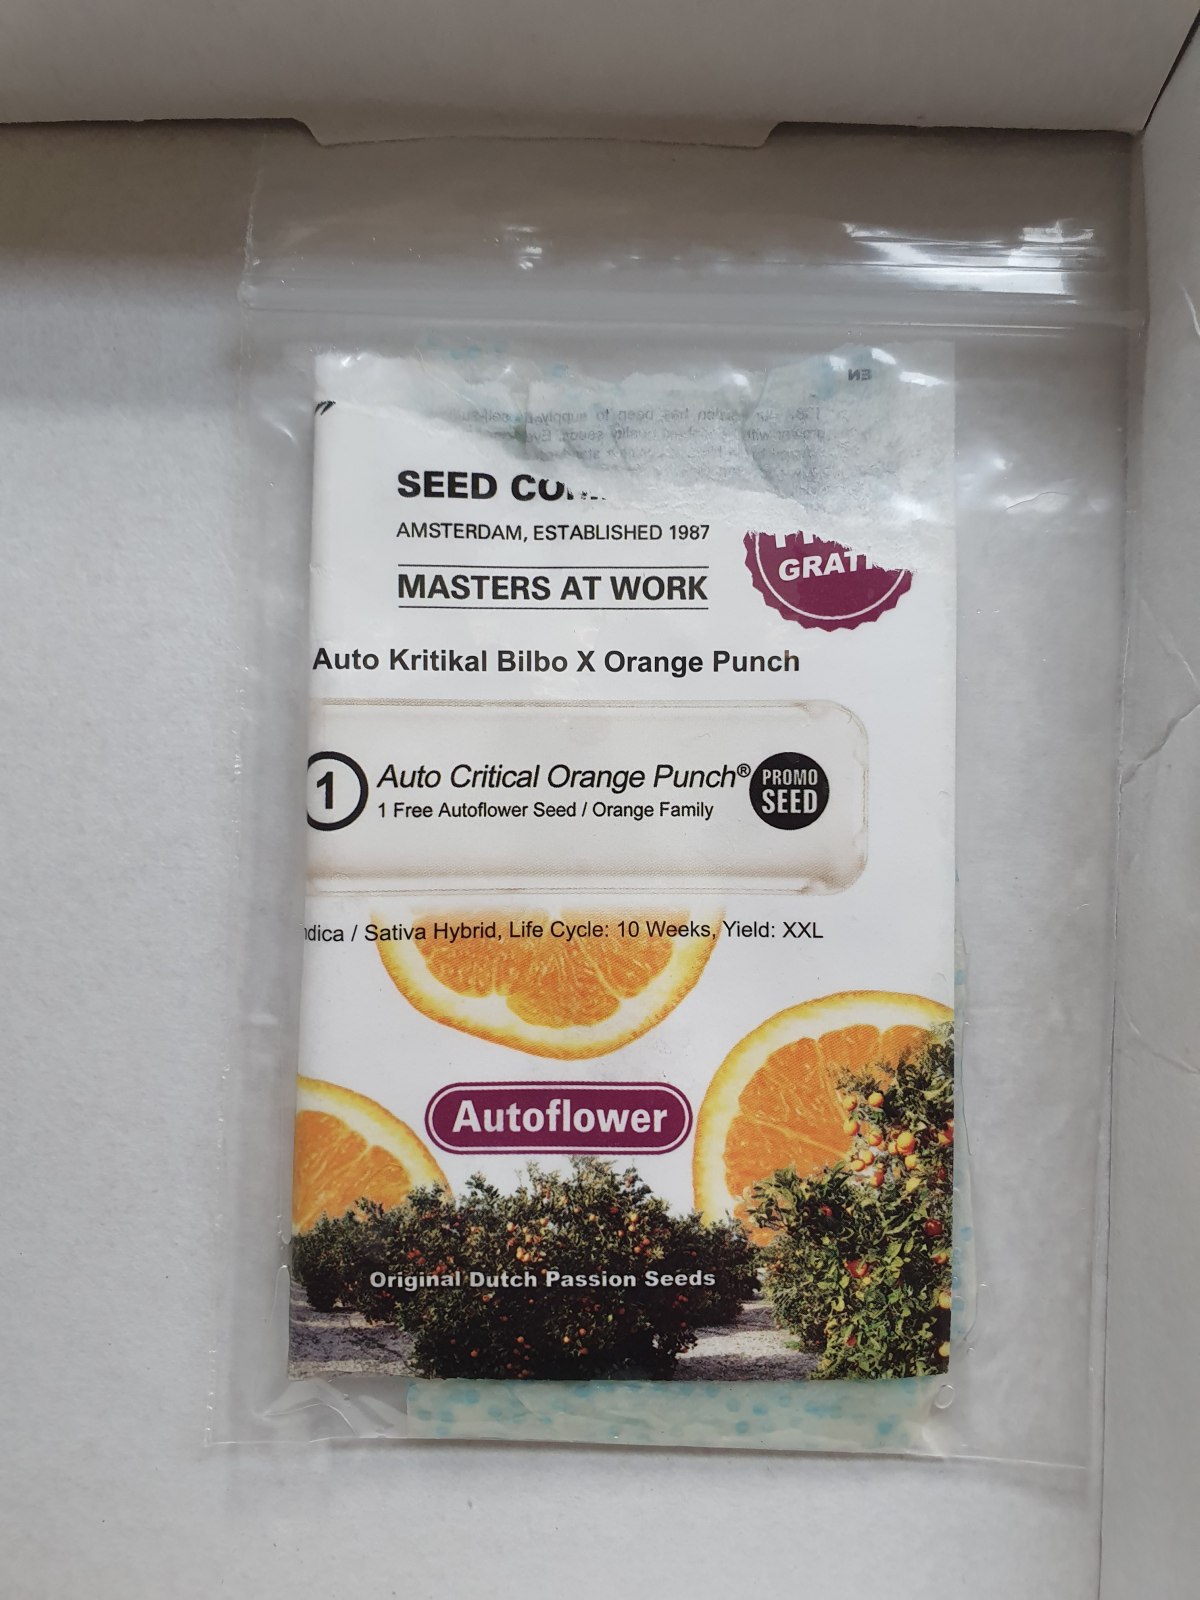 EN
SEED
AMSTERDAM, ESTABLISHED 1987
MASTERS AT WORK
Auto Kritikal Bilbo X Orange Punch
1
Auto Critical Orange Punch®
1 Free Autoflower Seed / Orange Family
PROMO
SEED
ndica / Sativa Hybrid, Life Cycle: 10 Weeks, Yield: XXL
Autoflower
Original Dutch Passion Seeds